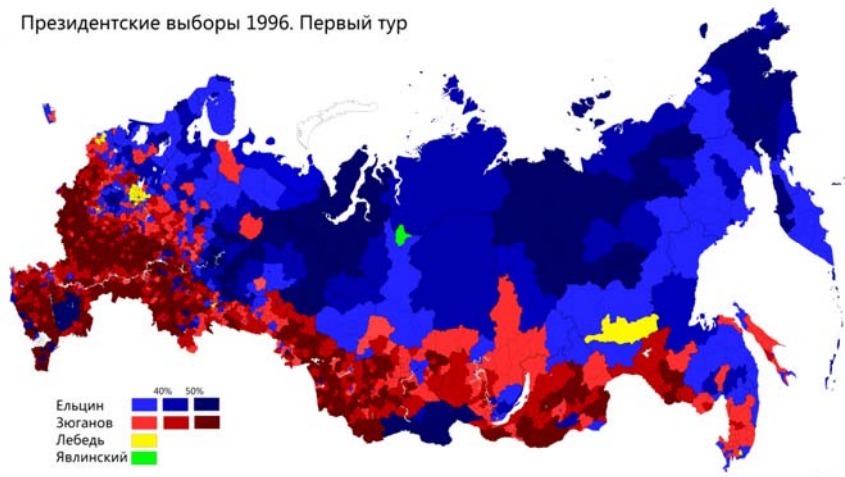 Президентские выборы 1996. Первый тур
40% 50%
Ельцин
Зюганов
Лебедь
Явлинский